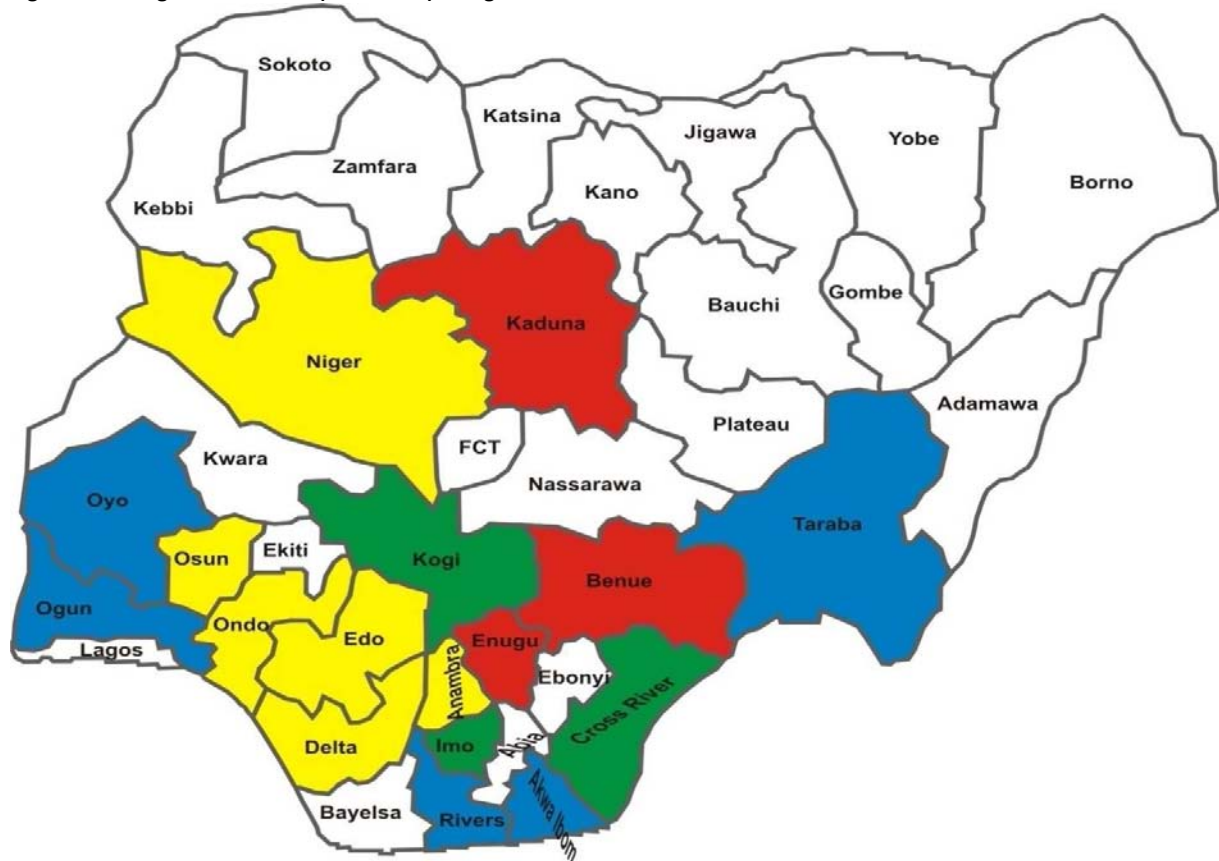 Sokoto
Katsina
Jigawa
Yobe
Zamfara
Kano
Borno
Kebbi
Bauchi
Gombe
Kaduna
Niger
Adamawa
Plateau
FCT
Kwara
Nassarawa
Oyo
Taraba
Osun
Ekiti
Kogi
Benue
Ogun
Ondo
Edo
Enugu
Lagos
Anambra
Ebonyi
Cross River
Delta
Imo
Abia
Bayelsa
Rivers
Akwa Ibom